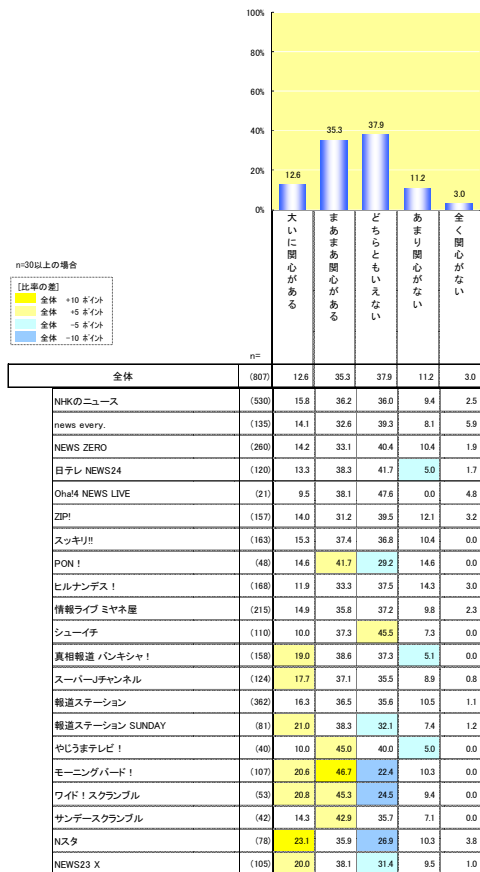 100%
80%
60%
40%
20%
0%
12.6
35.3
37.9
11.2
3.0
大いに関心がある
まあまあ関心がある
どちらともいえない
あまり関心がない
全く関心がない
n=30以上の場合
[比率の差]
全体 +10 ポイント
全体 +5 ポイント
全体 -5 ポイント
全体 -10 ポイント
n=
全体 (807) 12.6 35.3 37.9 11.2 3.0
NHKのニュース (530) 15.8 36.2 36.0 9.4 2.5
news every. (135) 14.1 32.6 39.3 8.1 5.9
NEWS ZERO (260) 14.2 33.1 40.4 10.4 1.9
日テレ NEWS24 (120) 13.3 38.3 41.7 5.0 1.7
Oha!4 NEWS LIVE (21) 9.5 38.1 47.6 0.0 4.8
ZIP! (157) 14.0 31.2 39.5 12.1 3.2
スッキリ!! (163) 15.3 37.4 36.8 10.4 0.0
PON！ (48) 14.6 41.7 29.2 14.6 0.0
ヒルナンデス！ (168) 11.9 33.3 37.5 14.3 3.0
情報ライブ ミヤネ屋 (215) 14.9 35.8 37.2 9.8 2.3
シューイチ (110) 10.0 37.3 45.5 7.3 0.0
真相報道 バンキシャ！ (158) 19.0 38.6 37.3 5.1 0.0
スーパーJチャンネル (124) 17.7 37.1 35.5 8.9 0.8
報道ステーション (362) 16.3 36.5 35.6 10.5 1.1
報道ステーション SUNDAY (81) 21.0 38.3 32.1 7.4 1.2
やじうまテレビ！ (40) 10.0 45.0 40.0 5.0 0.0
モーニングバード！ (107) 20.6 46.7 22.4 10.3 0.0
ワイド！スクランブル (53) 20.8 45.3 24.5 9.4 0.0
サンデースクランブル (42) 14.3 42.9 35.7 7.1 0.0
Nスタ (78) 23.1 35.9 26.9 10.3 3.8
NEWS23 X (105) 20.0 38.1 31.4 9.5 1.0